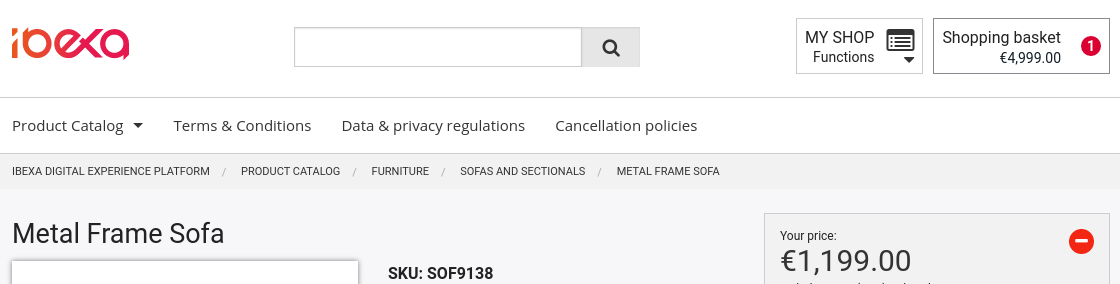 ibexa
MY SHOP
Functions
Shopping basket
€4,999.00
1
Product Catalog
Terms & Conditions
Data & privacy regulations
Cancellation policies
IBEXA DIGITAL EXPERIENCE PLATFORM / PRODUCT CATALOG / FURNITURE / SOFAS AND SECTIONALS / METAL FRAME SOFA
Metal Frame Sofa
SKU: SOF9138
Your price:
€1,199.00